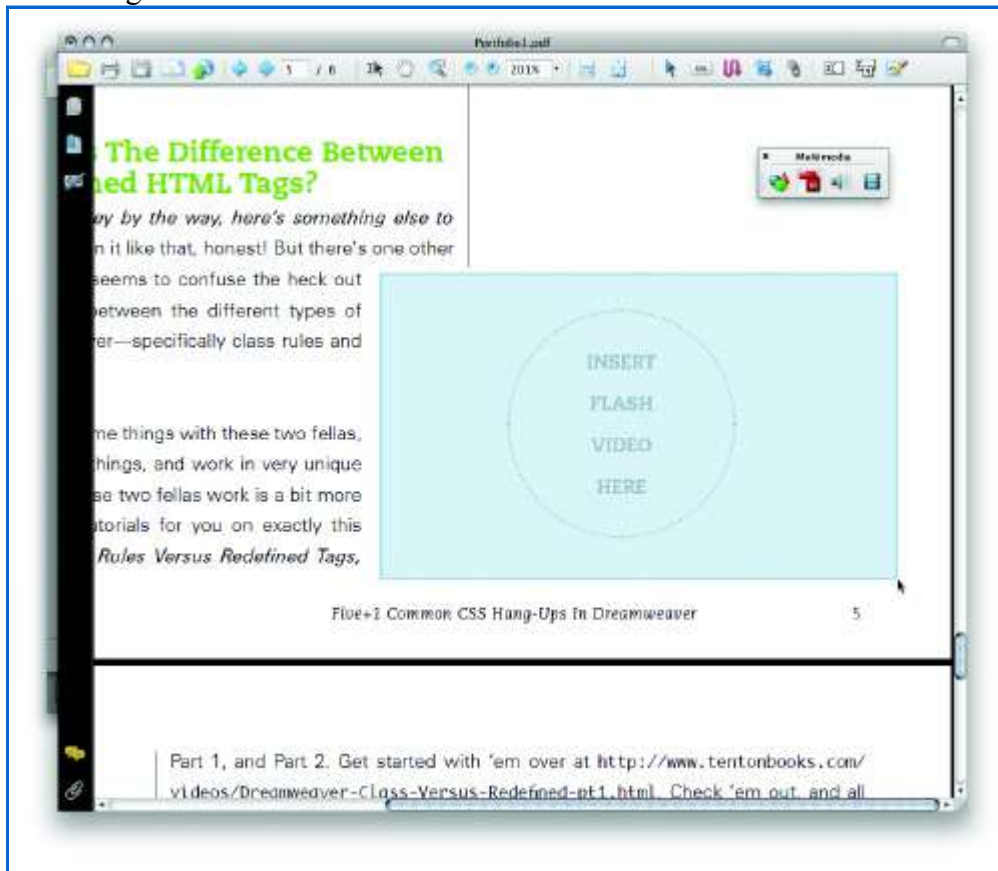 Portfolio1.pdf
5 / 6
201%
Multimedia
s The Difference Between
ned HTML Tags?
ey by the way, here's something else to
n it like that, honest! But there's one other
seems to confuse the heck out
etween the different types of
er—specifically class rules and
me things with these two fellas,
things, and work in very unique
se two fellas work is a bit more
utorials for you on exactly this
Rules Versus Redefined Tags,
INSERT
FLASH
VIDEO
HERE
Five+1 Common CSS Hang-Ups In Dreamweaver 5
Part 1, and Part 2. Get started with 'em over at http://www.tentonbooks.com/
videos/Dreamweaver-Class-Versus-Redefined-pt1.html. Check 'em out, and all